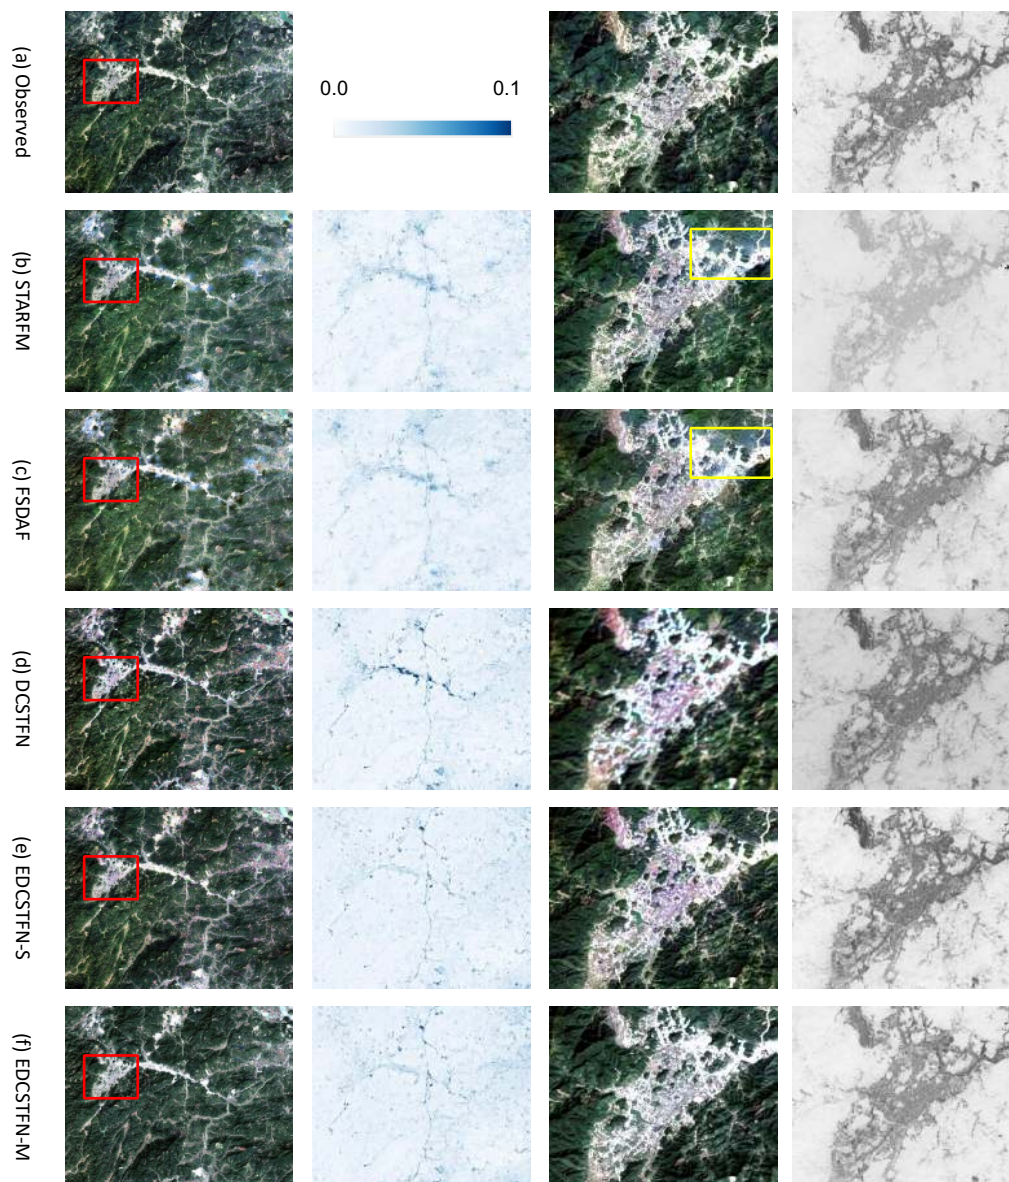 (a) Observed
0.0 0.1
(b) STARFM
(c) FSDAF
(d) DCSTFN
(e) EDCSTFN-S
(f) EDCSTFN-M